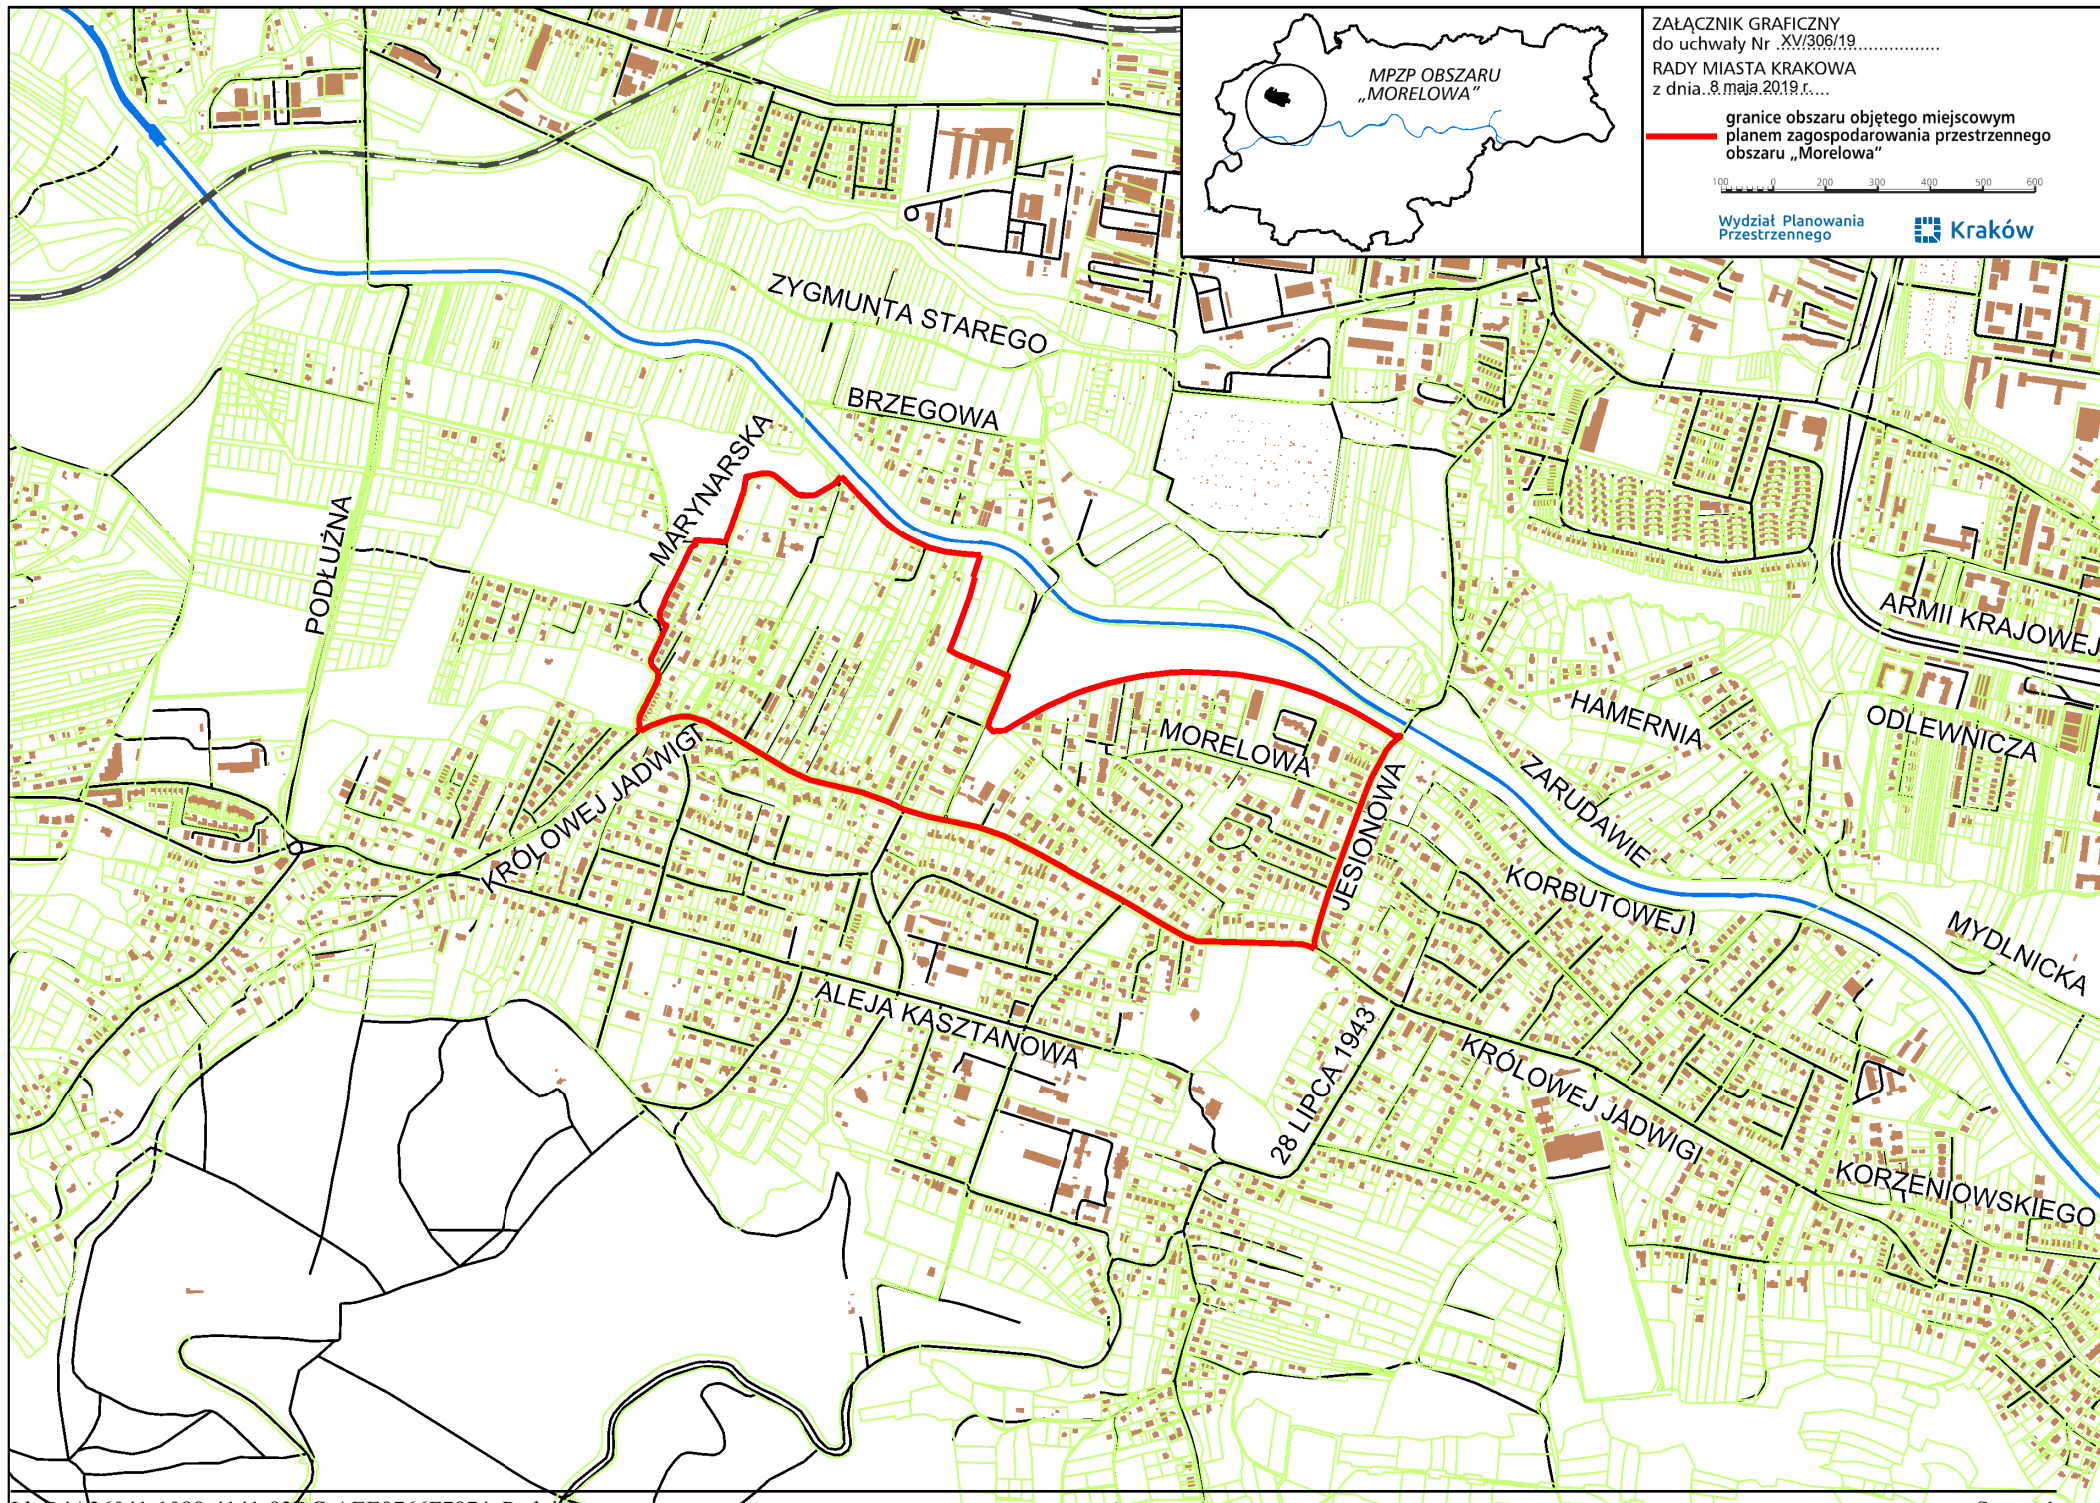 MPZP OBSZARU
„MORELOWA”
ZAŁĄCZNIK GRAFICZNY
do uchwały Nr ..XV/306/19................................
RADY MIASTA KRAKOWA
z dnia..8 maja 2019 r....
granice obszaru objętego miejscowym
planem zagospodarowania przestrzennego
obszaru „Morelowa”
100 0 200 300 400 500 600
Wydział Planowania
Przestrzennego
Kraków
ZYGMUNTA STAREGO
BRZEGOWA
MARYNARSKA
PODŁUŻNA
ARMII KRAJOWEJ
HAMERNIA
ODLEWNICZA
MORELOWA
KRÓLOWEJ JADWIGI
ZARUDAWIE
JESIONOWA
KORBUTOWEJ
MYDLNICKA
ALEJA KASZTANOWA
28 LIPCA 1943
KRÓLOWEJ JADWIGI
KORZENIOWSKIEGO